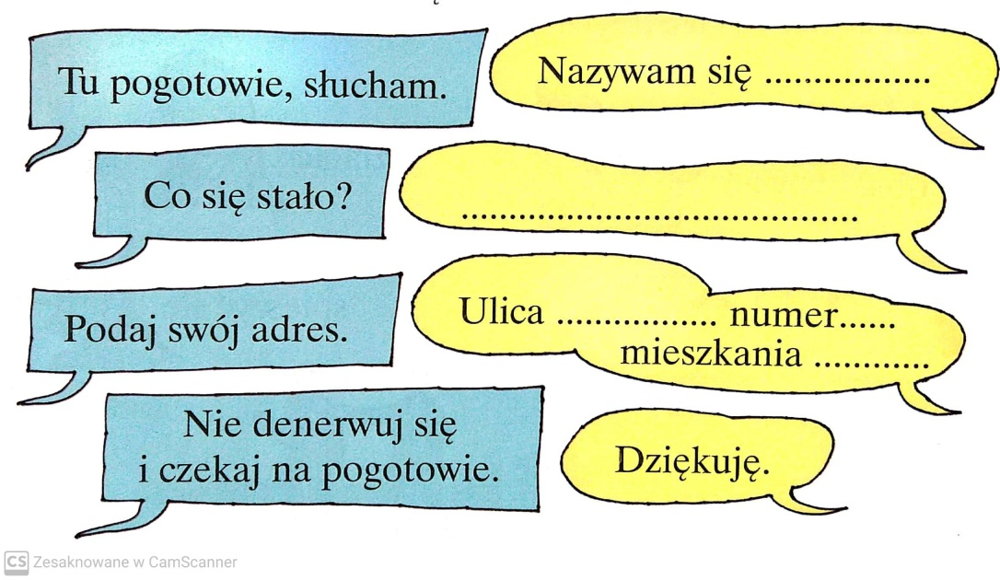 Tu pogotowie, słucham.
Nazywam się .................
Co się stało?
..........................................
Podaj swój adres.
Ulica ................. numer......
mieszkania ............
Nie denerwuj się
i czekaj na pogotowie.
Dziękuję.
CS Zesaknowane w CamScanner